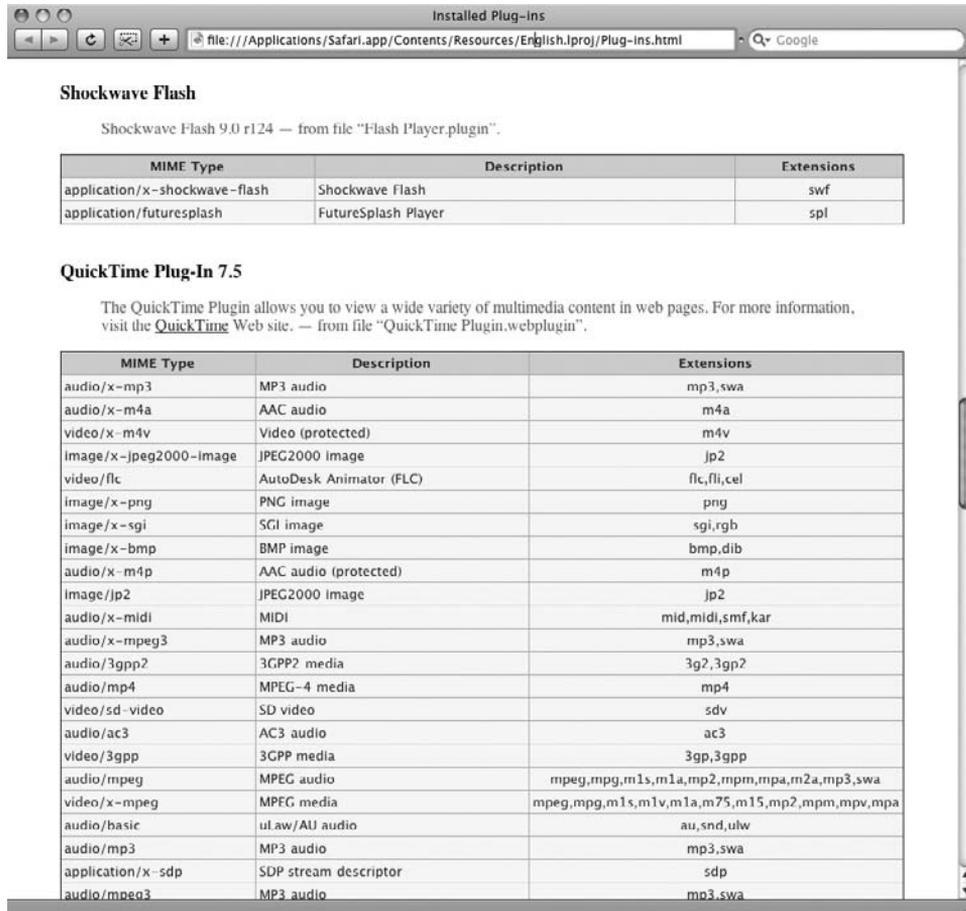 Installed Plug-ins
file:///Applications/Safari.app/Contents/Resources/English.lproj/Plug-ins.html
Google
Shockwave Flash
Shockwave Flash 9.0 r124 — from file “Flash Player.plugin”.
MIME Type Description Extensions
application/x-shockwave-flash Shockwave Flash swf
application/futuresplash FutureSplash Player spl
QuickTime Plug-In 7.5
The QuickTime Plugin allows you to view a wide variety of multimedia content in web pages. For more information,
visit the QuickTime Web site. — from file “QuickTime Plugin.webplugin”.
MIME Type Description Extensions
audio/x-mp3 MP3 audio mp3,swa
audio/x-m4a AAC audio m4a
video/x-m4v Video (protected) m4v
image/x-jpeg2000-image JPEG2000 image jp2
video/flc AutoDesk Animator (FLC) flc,fli,cel
image/x-png PNG image png
image/x-sgi SGI image sgi,rgb
image/x-bmp BMP image bmp,dib
audio/x-m4p AAC audio (protected) m4p
image/jp2 JPEG2000 image jp2
audio/x-midi MIDI mid,midi,smf,kar
audio/x-mpeg3 MP3 audio mp3,swa
audio/3gpp2 3GPP2 media 3g2,3gp2
audio/mp4 MPEG-4 media mp4
video/sd-video SD video sdv
audio/ac3 AC3 audio ac3
video/3gpp 3GPP media 3gp,3gpp
audio/mpeg MPEG audio mpeg,mpg,m1s,m1a,mp2,mpm,mpa,m2a,mp3,swa
video/x-mpeg MPEG media mpeg,mpg,m1s,m1v,m1a,m75,m15,mp2,mpm,mpv,mpa
audio/basic uLaw/AU audio au,snd,ulw
audio/mp3 MP3 audio mp3,swa
application/x-sdp SDP stream descriptor sdp
audio/mpeg3 MP3 audio mp3,swa